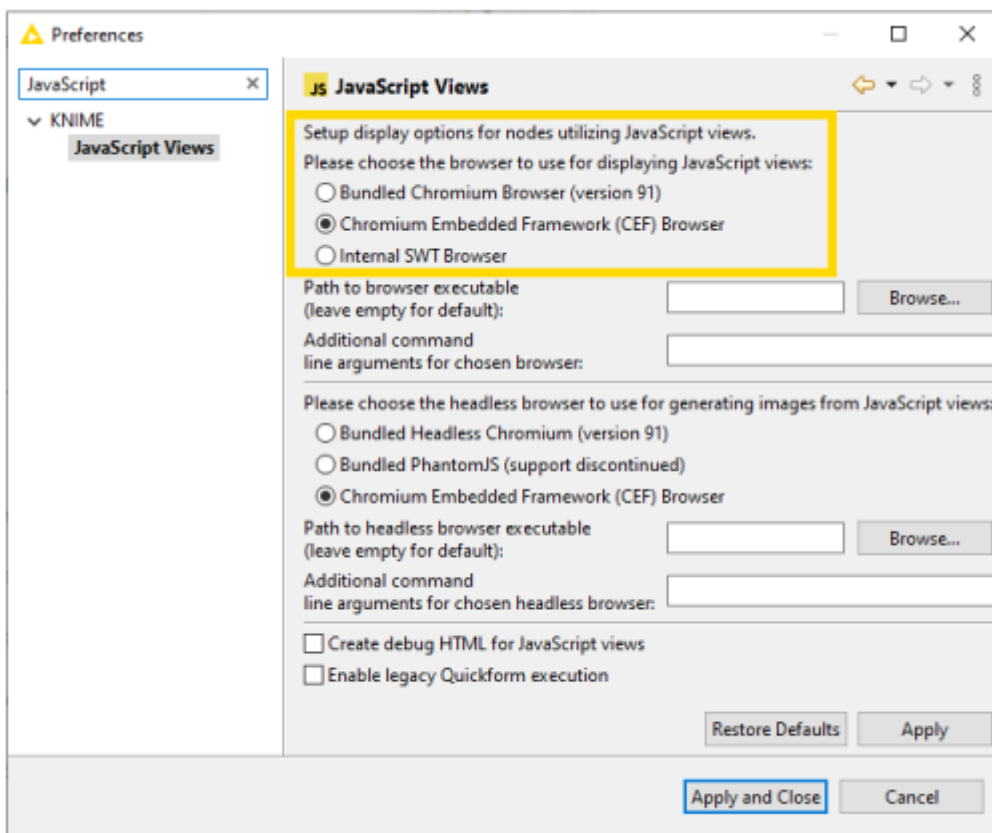 Preferences
JavaScript
KNIME
JavaScript Views
JS JavaScript Views
Setup display options for nodes utilizing JavaScript views.
Please choose the browser to use for displaying JavaScript views:
Bundled Chromium Browser (version 91)
Chromium Embedded Framework (CEF) Browser
Internal SWT Browser
Path to browser executable
(leave empty for default):
Browse...
Additional command
line arguments for chosen browser:
Please choose the headless browser to use for generating images from JavaScript views:
Bundled Headless Chromium (version 91)
Bundled PhantomJS (support discontinued)
Chromium Embedded Framework (CEF) Browser
Path to headless browser executable
(leave empty for default):
Browse...
Additional command
line arguments for chosen headless browser:
Create debug HTML for JavaScript views
Enable legacy Quickform execution
Restore Defaults
Apply
Apply and Close
Cancel